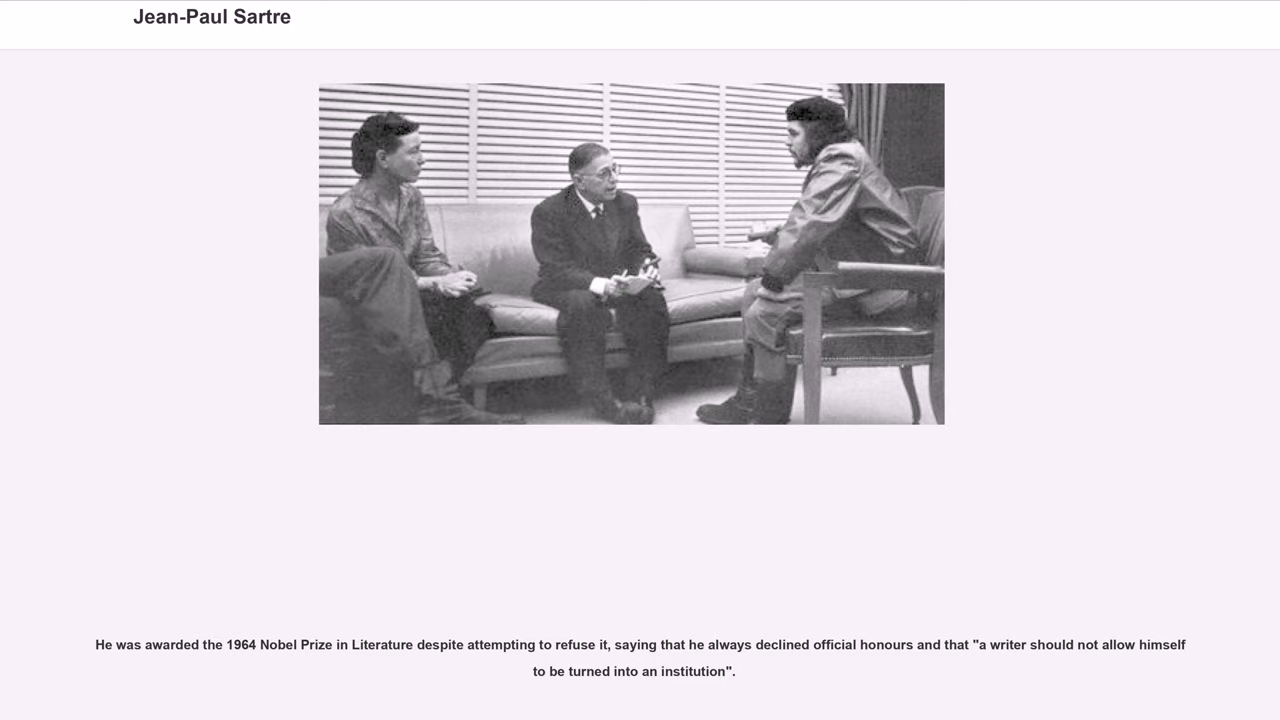 Jean-Paul Sartre
He was awarded the 1964 Nobel Prize in Literature despite attempting to refuse it, saying that he always declined official honours and that "a writer should not allow himself
to be turned into an institution".